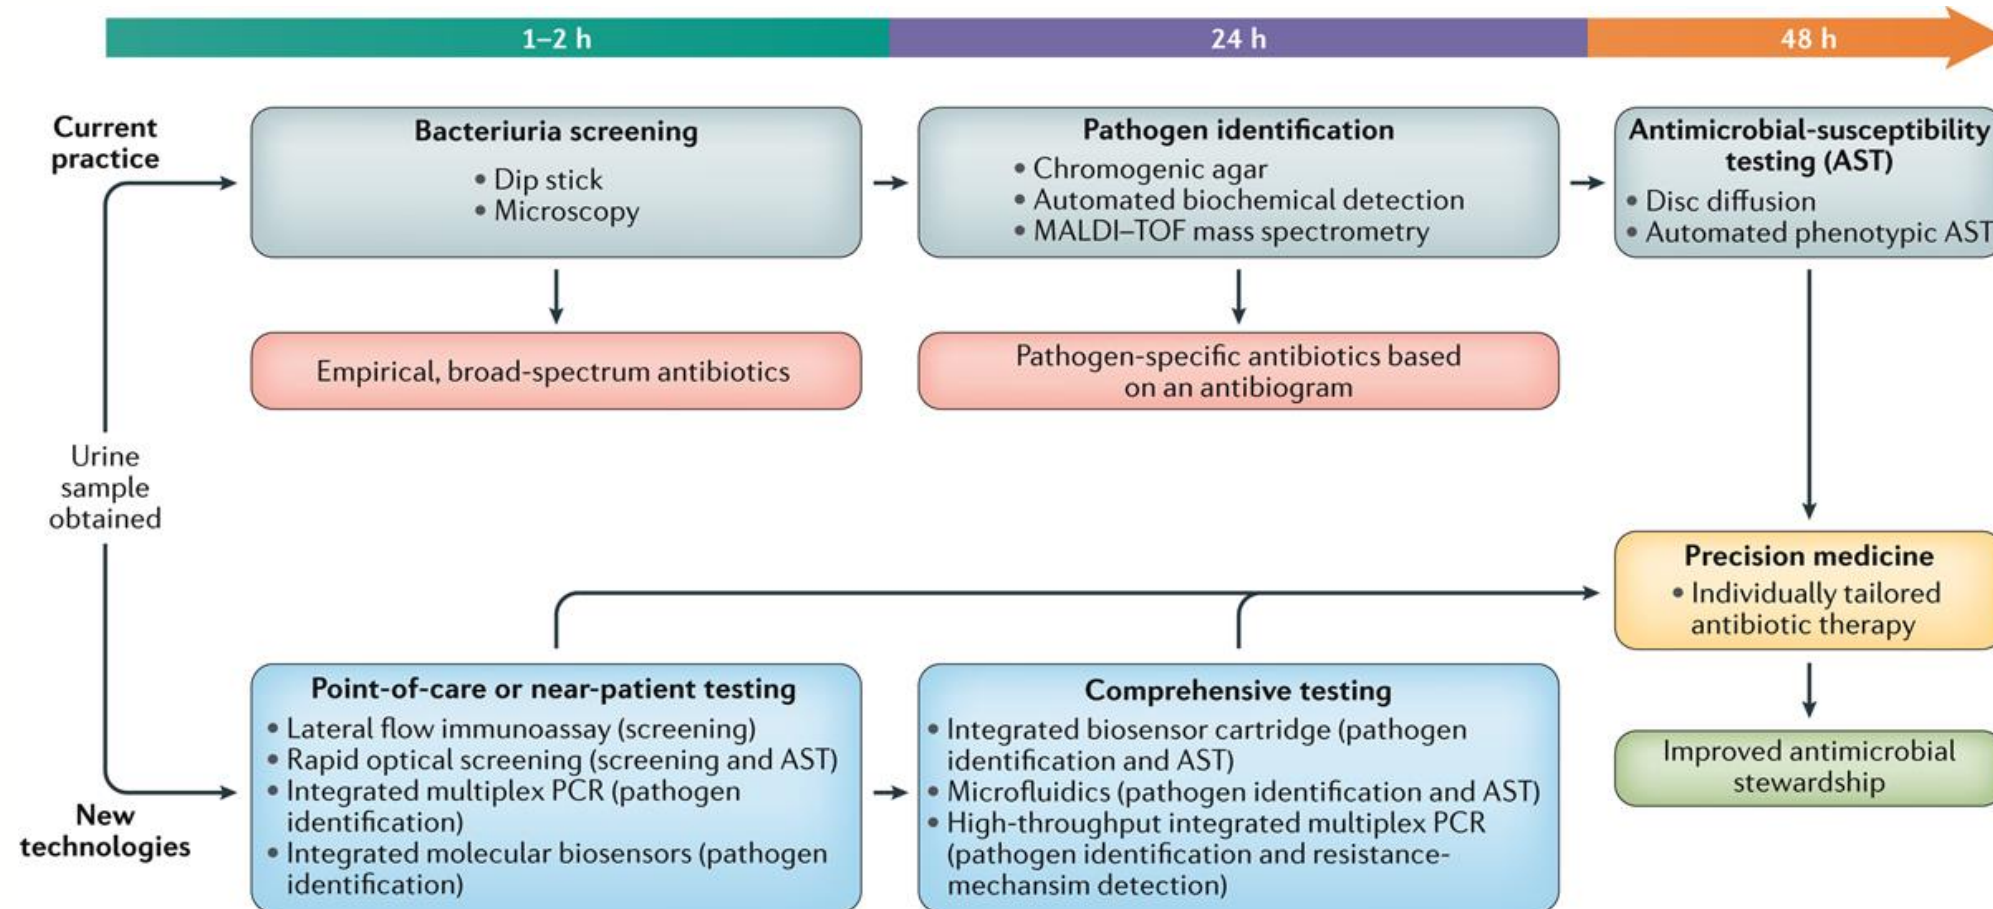 1–2 h
24 h
48 h
Current
practice
Bacteriuria screening
• Dip stick
• Microscopy
Pathogen identification
• Chromogenic agar
• Automated biochemical detection
• MALDI–TOF mass spectrometry
Antimicrobial-susceptibility
testing (AST)
• Disc diffusion
• Automated phenotypic AST
Empirical, broad-spectrum antibiotics
Pathogen-specific antibiotics based
on an antibiogram
Urine
sample
obtained
Precision medicine
• Individually tailored
antibiotic therapy
New
technologies
Point-of-care or near-patient testing
• Lateral flow immunoassay (screening)
• Rapid optical screening (screening and AST)
• Integrated multiplex PCR (pathogen
identification)
• Integrated molecular biosensors (pathogen
identification)
Comprehensive testing
• Integrated biosensor cartridge (pathogen
identification and AST)
• Microfluidics (pathogen identification and AST)
• High-throughput integrated multiplex PCR
(pathogen identification and resistance-
mechansim detection)
Improved antimicrobial
stewardship